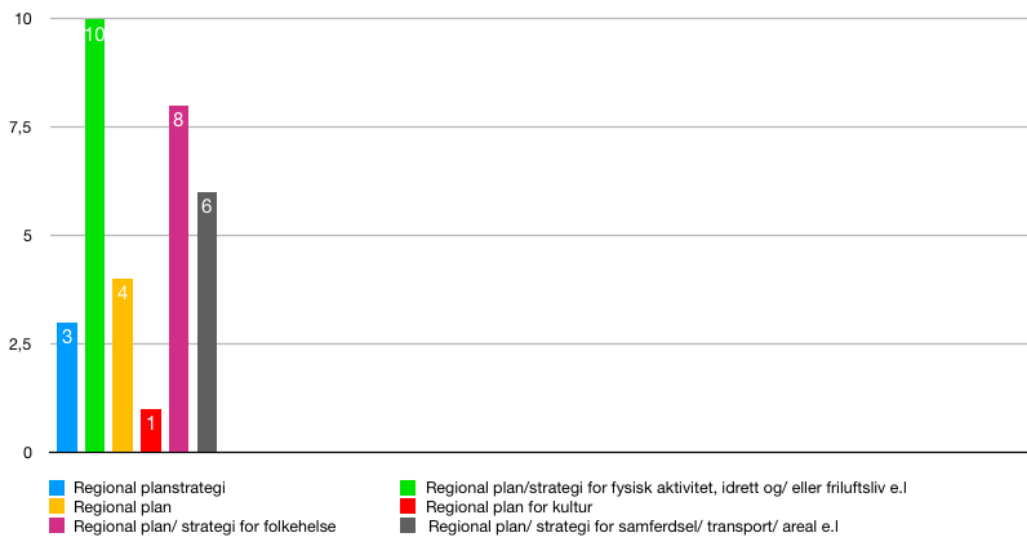 10
7,5
5
2,5
0
3
10
4
1
8
6
Regional planstrategi
Regional plan/strategi for fysisk aktivitet, idrett og/ eller friluftsliv e.l
Regional plan
Regional plan for kultur
Regional plan/ strategi for folkehelse
Regional plan/ strategi for samferdsel/ transport/ areal e.l